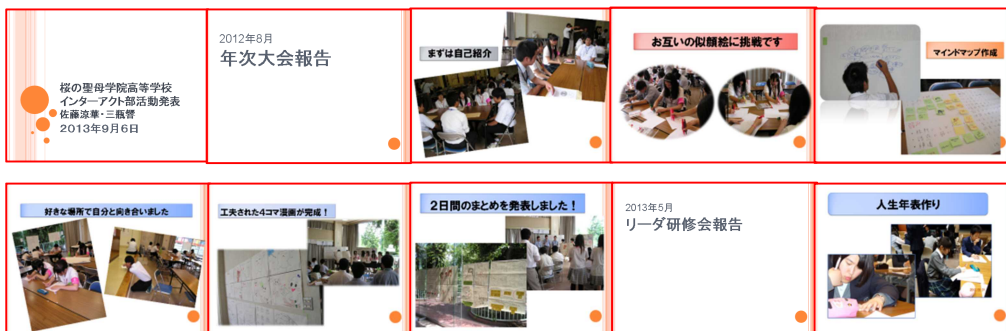 桜の聖母学院高等学校
インターアクト部活動発表
佐藤涼華・三瓶響
2013年9月6日
2012年8月
年次大会報告
まずは自己紹介
お互いの似顔絵に挑戦です
マインドマップ作成
好きな場所で自分と向き合いました
工夫された4コマ漫画が完成！
2日間のまとめを発表しました！
2013年5月
リーダ研修会報告
人生年表作り